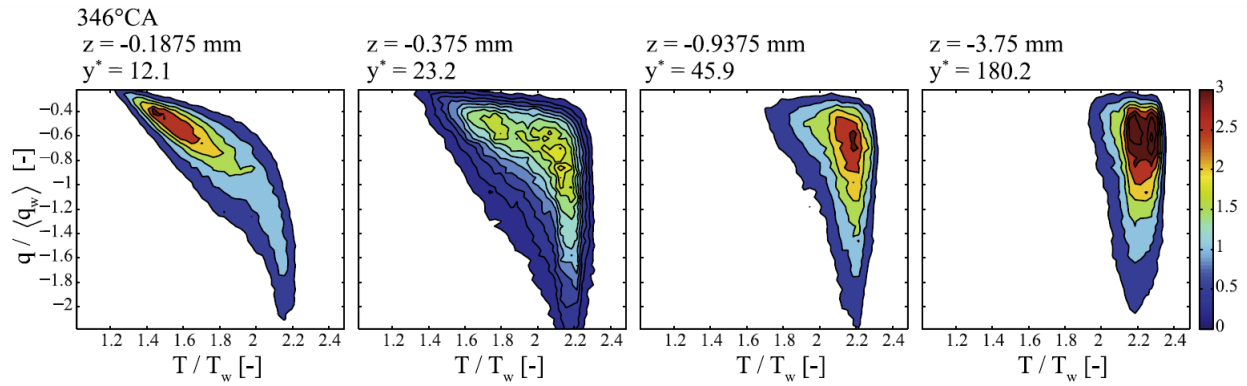 346°CA
z = -0.1875 mm
y* = 12.1
z = -0.375 mm
y* = 23.2
z = -0.9375 mm
y* = 45.9
z = -3.75 mm
y* = 180.2
q / ⟨q_w⟩ [-]
−0.4
−0.6
−0.8
−1
−1.2
−1.4
−1.6
−1.8
−2
1.2 1.4 1.6 1.8 2.0 2.2 2.4
1.2 1.4 1.6 1.8 2.0 2.2 2.4
1.2 1.4 1.6 1.8 2.0 2.2 2.4
1.2 1.4 1.6 1.8 2.0 2.2 2.4
T / T_w [-]
T / T_w [-]
T / T_w [-]
T / T_w [-]
3
2.5
2
1.5
1
0.5
0